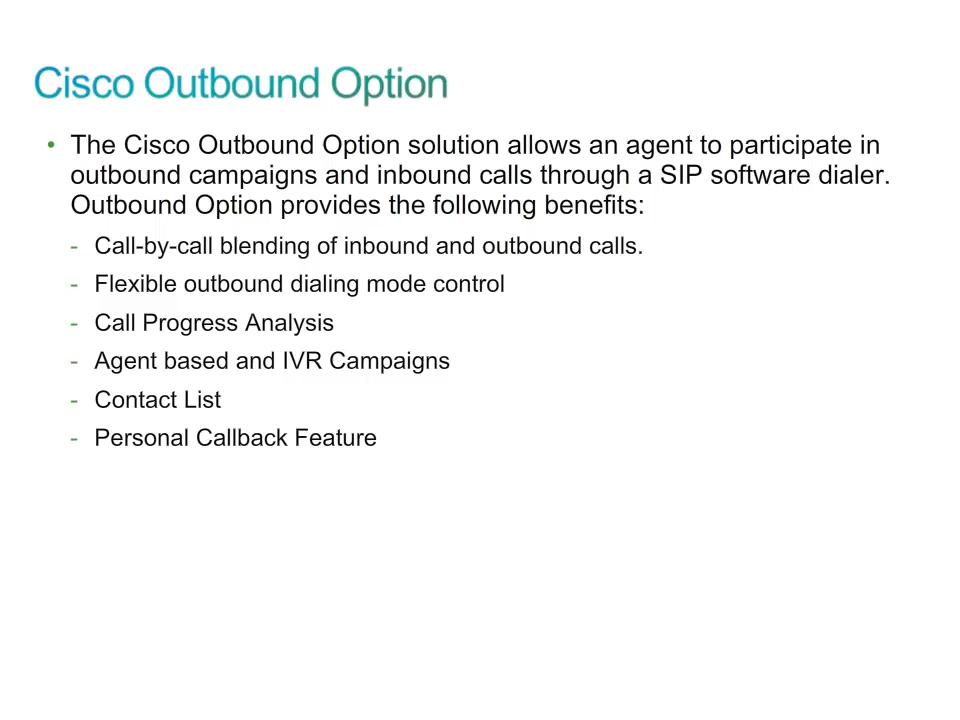 Cisco Outbound Option
• The Cisco Outbound Option solution allows an agent to participate in
outbound campaigns and inbound calls through a SIP software dialer.
Outbound Option provides the following benefits:
- Call-by-call blending of inbound and outbound calls.
- Flexible outbound dialing mode control
- Call Progress Analysis
- Agent based and IVR Campaigns
- Contact List
- Personal Callback Feature